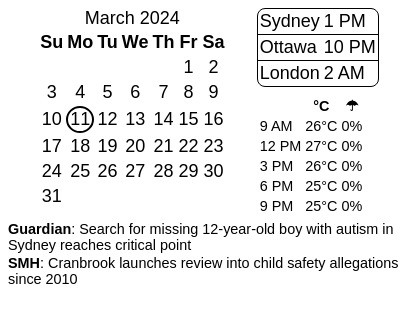 March 2024
Su Mo Tu We Th Fr Sa
1 2
3 4 5 6 7 8 9
10 11 12 13 14 15 16
17 18 19 20 21 22 23
24 25 26 27 28 29 30
31
Sydney 1 PM
Ottawa 10 PM
London 2 AM
°C ☂
9 AM 26°C 0%
12 PM 27°C 0%
3 PM 26°C 0%
6 PM 25°C 0%
9 PM 25°C 0%
Guardian: Search for missing 12-year-old boy with autism in
Sydney reaches critical point
SMH: Cranbrook launches review into child safety allegations
since 2010